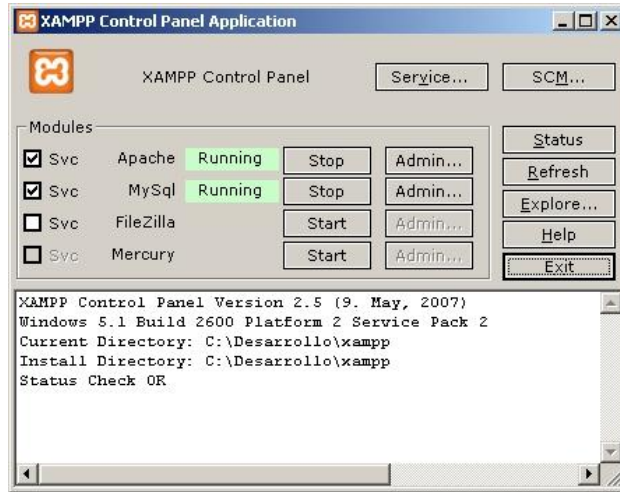 XAMPP Control Panel Application
XAMPP Control Panel
Service...
SCM...
Modules
Svc Apache Running Stop Admin...
Svc MySql Running Stop Admin...
Svc FileZilla Start Admin...
Svc Mercury Start Admin...
Status
Refresh
Explore...
Help
Exit
XAMPP Control Panel Version 2.5 (9. May, 2007)
Windows 5.1 Build 2600 Platform 2 Service Pack 2
Current Directory: C:\Desarrollo\xampp
Install Directory: C:\Desarrollo\xampp
Status Check OR